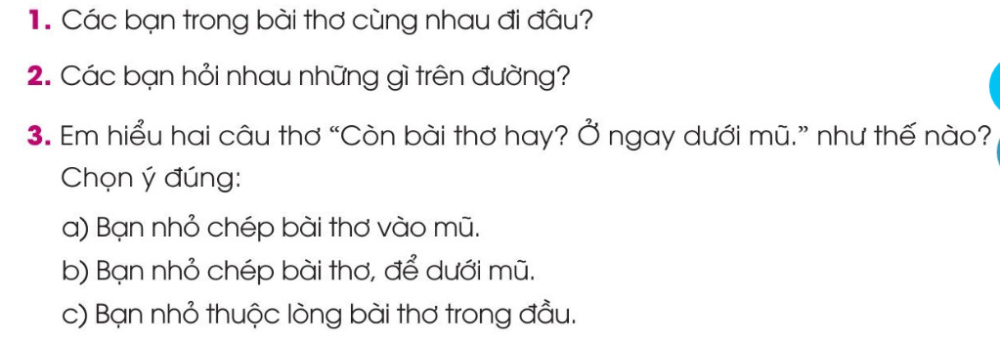 1. Các bạn trong bài thơ cùng nhau đi đâu?
2. Các bạn hỏi nhau những gì trên đường?
3. Em hiểu hai câu thơ “Còn bài thơ hay? Ở ngay dưới mũ.” như thế nào?
Chọn ý đúng:
a) Bạn nhỏ chép bài thơ vào mũ.
b) Bạn nhỏ chép bài thơ, để dưới mũ.
c) Bạn nhỏ thuộc lòng bài thơ trong đầu.